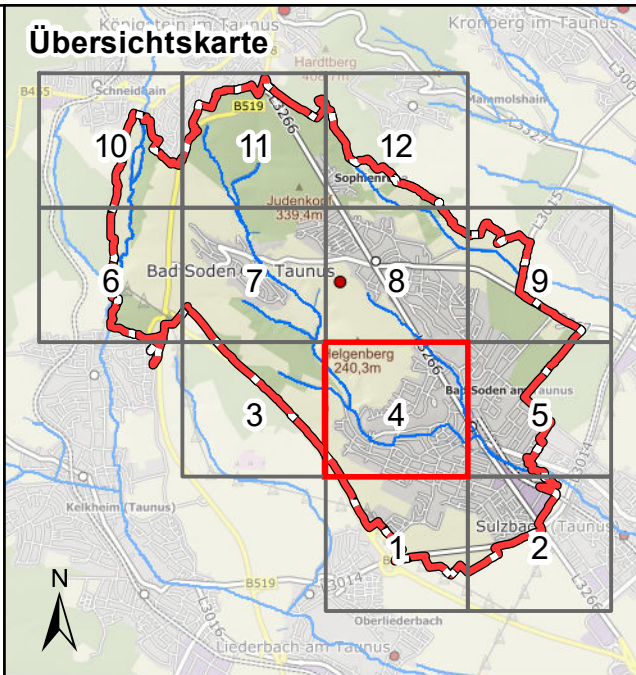 Königstein im Taunus
Kronberg im Taunus
Übersichtskarte
Hardtberg
B455
Schneidhain
B519
L3266
Mammolshain
L3327
10
11
12
L3015
Judenkopf
339,4m
6
Bad Soden am Taunus
7
8
9
L3266
Helgenberg
240,3m
Bad Soden am Taunus
3
4
5
L3014
Kelkheim (Taunus)
Sulzbach (Taunus)
1
2
N
B519
L3014
L3266
L3016
Oberliederbach
Liederbach am Taunus